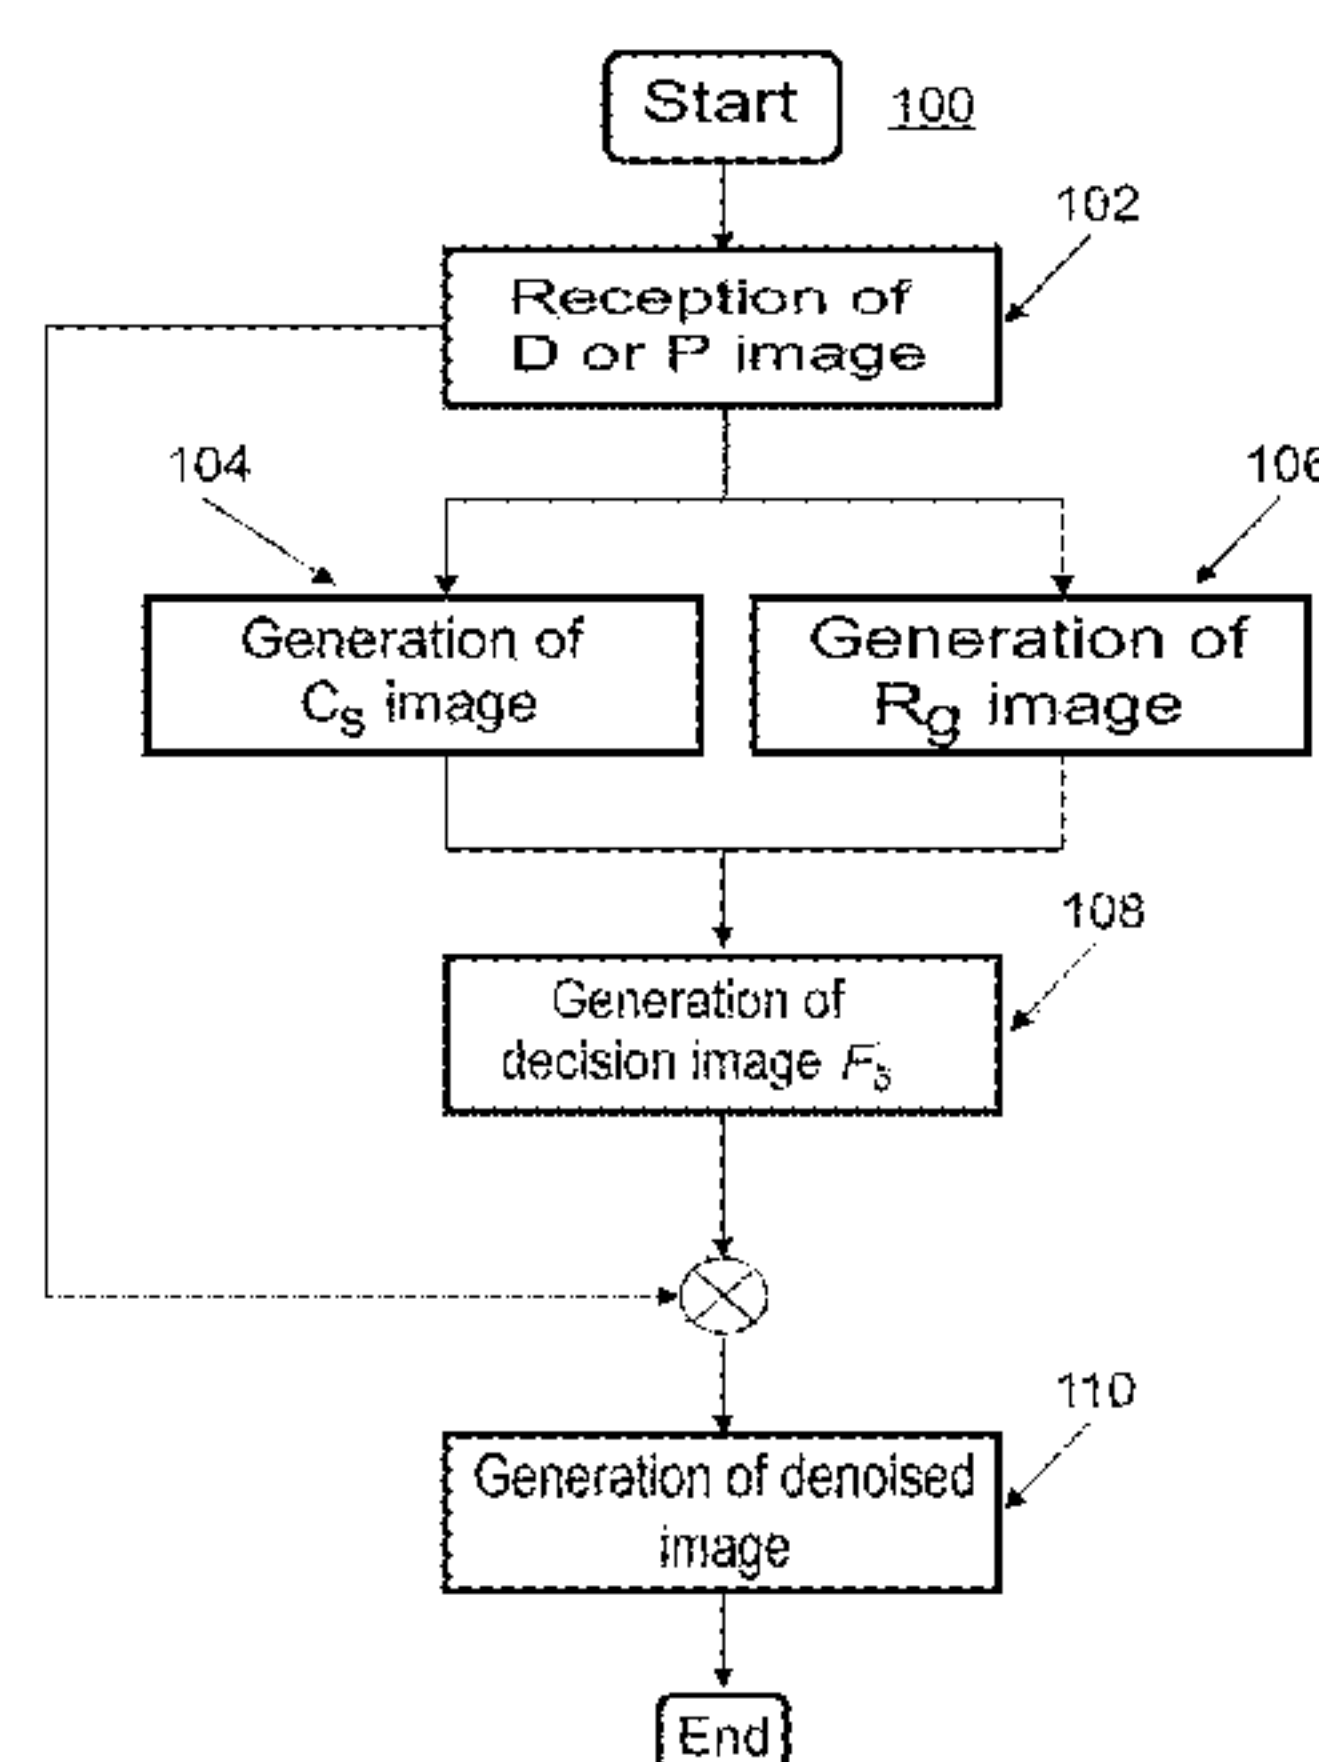 Start
100
102
Reception of
D or P image
104
106
Generation of
Cs image
Generation of
Rg image
108
Generation of
decision image Fs
110
Generation of denoised
image
End